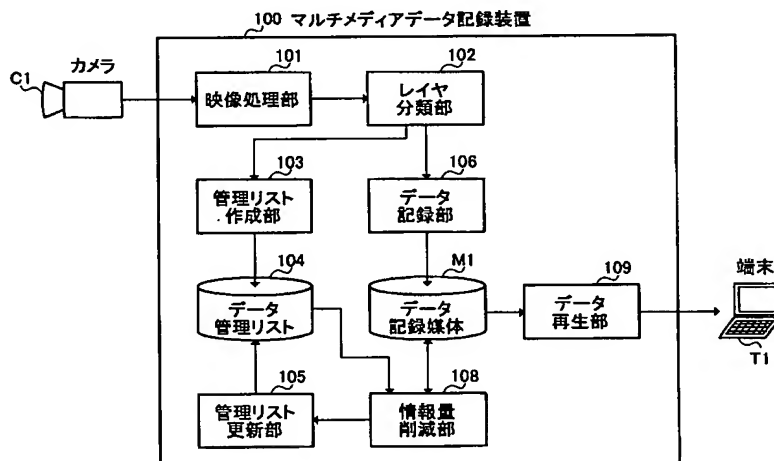 100 マルチメディアデータ記録装置
C1
カメラ
101
映像処理部
102
レイヤ
分類部
103
管理リスト
作成部
106
データ
記録部
104
データ
管理リスト
M1
データ
記録媒体
109
データ
再生部
端末
T1
105
管理リスト
更新部
108
情報量
削減部